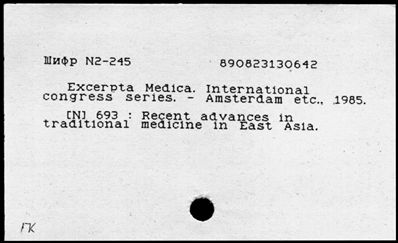 Шифр N2-245 890823130642
Excerpta Medica. International
congress series. - Amsterdam etc., 1985.
[N] 693 : Recent advances in
traditional medicine in East Asia.
ГК